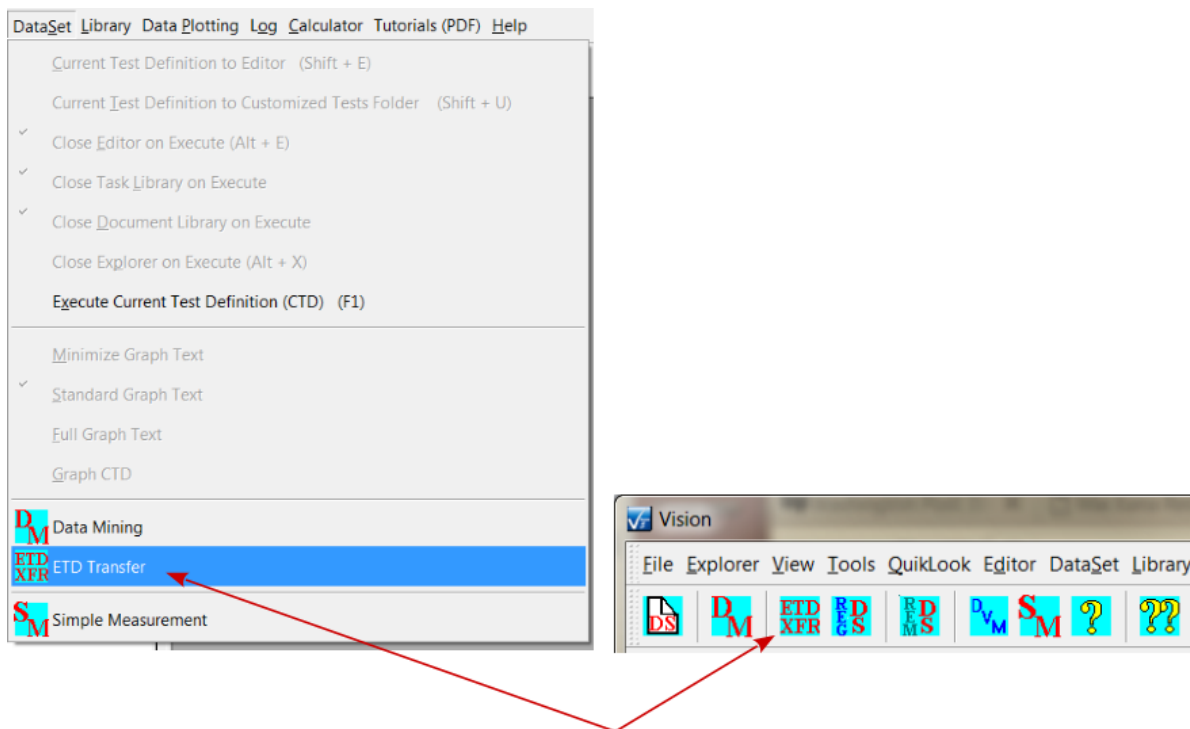 DataSet Library Data Plotting Log Calculator Tutorials (PDF) Help
Current Test Definition to Editor (Shift + E)
Current Test Definition to Customized Tests Folder (Shift + U)
Close Editor on Execute (Alt + E)
Close Task Library on Execute
Close Document Library on Execute
Close Explorer on Execute (Alt + X)
Execute Current Test Definition (CTD) (F1)
Minimize Graph Text
Standard Graph Text
Full Graph Text
Graph CTD
DM Data Mining
ETD XFR ETD Transfer
SM Simple Measurement
VT Vision
File Explorer View Tools QuikLook Editor DataSet Library
DS DM ETD XFR REG DS REM DS DVM SM ? ??